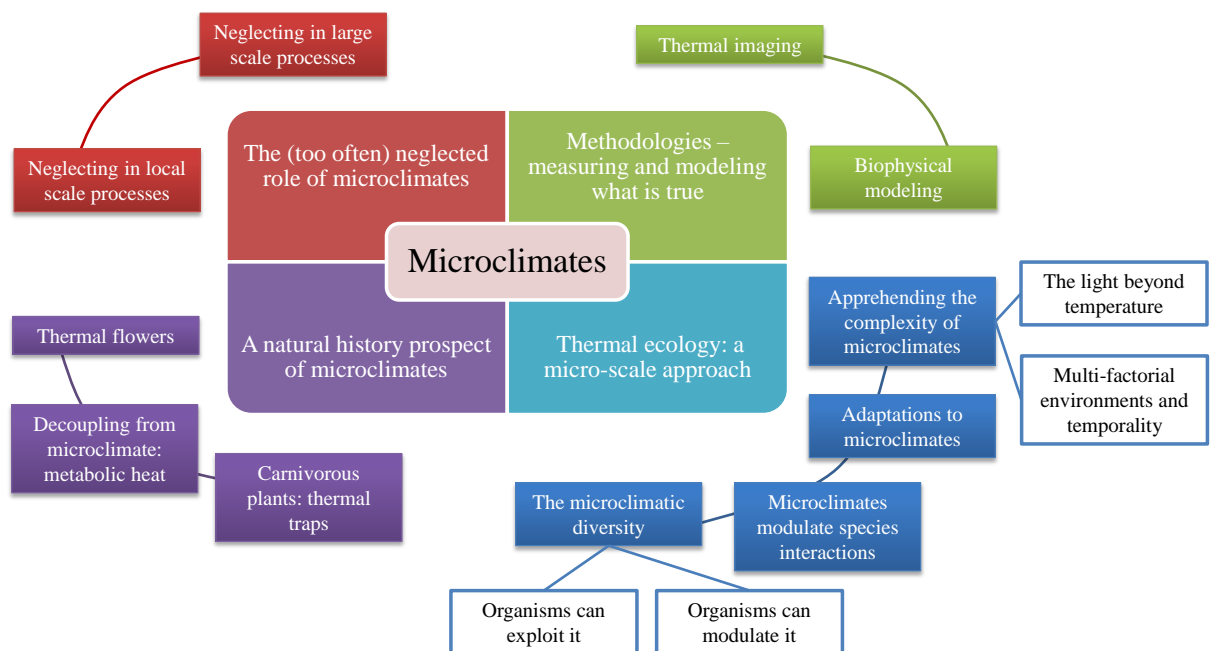 Neglecting in large
scale processes
Neglecting in local
scale processes
Thermal imaging
Biophysical
modeling
The (too often) neglected
role of microclimates
Methodologies –
measuring and modeling
what is true
Microclimates
A natural history prospect
of microclimates
Thermal ecology: a
micro-scale approach
Thermal flowers
Decoupling from
microclimate:
metabolic heat
Carnivorous
plants: thermal
traps
Apprehending the
complexity of
microclimates
The light beyond
temperature
Multi-factorial
environments and
temporality
Adaptations to
microclimates
Microclimates
modulate species
interactions
The microclimatic
diversity
Organisms can
exploit it
Organisms can
modulate it